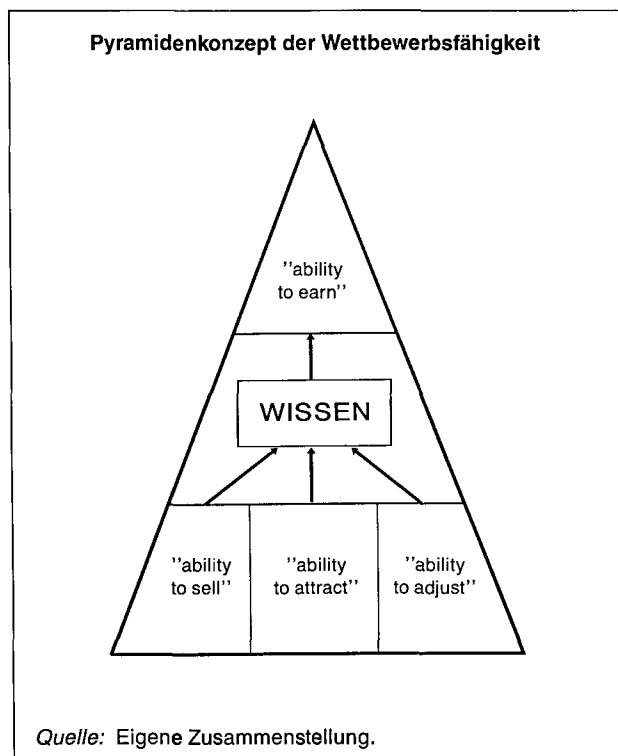 Pyramidenkonzept der Wettbewerbsfähigkeit
''ability
to earn''
WISSEN
''ability
to sell''
''ability
to attract''
''ability
to adjust''
Quelle: Eigene Zusammenstellung.